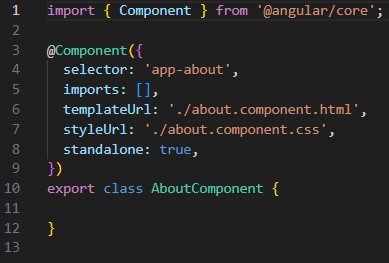 1 import { Component } from '@angular/core';
2
3 @Component({
4   selector: 'app-about',
5   imports: [],
6   templateUrl: './about.component.html',
7   styleUrl: './about.component.css',
8   standalone: true,
9 })
10 export class AboutComponent {
11
12 }
13